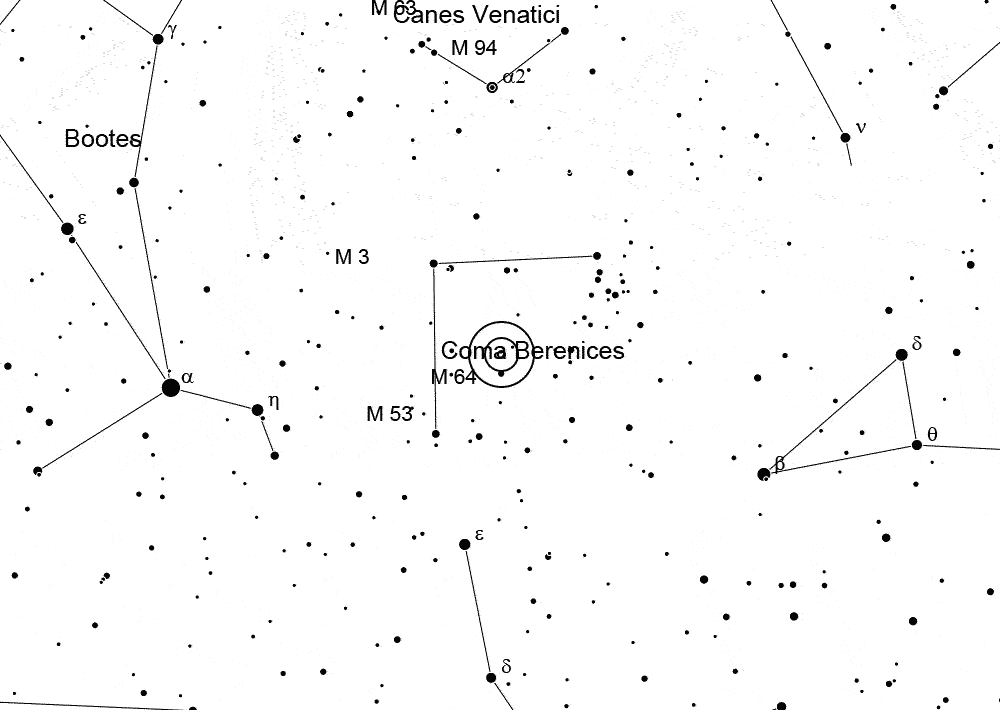 M 63
Canes Venatici
γ
M 94
α2
Bootes
ν
ε
M 3
Coma Berenices
δ
M 64
α
η
M 53
θ
β
ε
δ